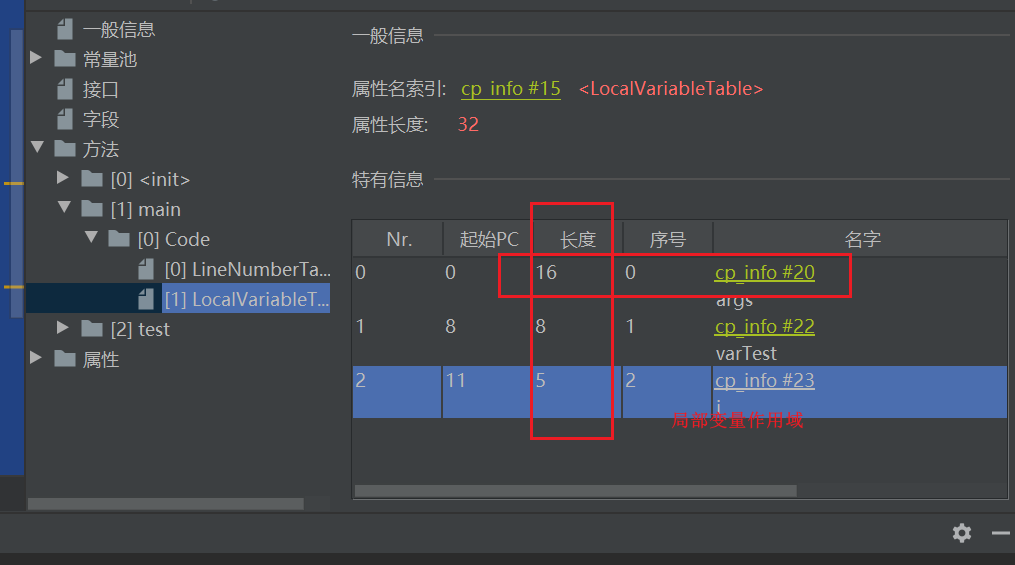 一般信息
常量池
接口
字段
方法
[0] <init>
[1] main
[0] Code
[0] LineNumberTa...
[1] LocalVariableT...
[2] test
属性
一般信息
属性名索引: cp_info #15 <LocalVariableTable>
属性长度: 32
特有信息
Nr. 起始PC 长度 序号 名字
0 0 16 0 cp_info #20
args
1 8 8 1 cp_info #22
varTest
2 11 5 2 cp_info #23
i
局部变量作用域